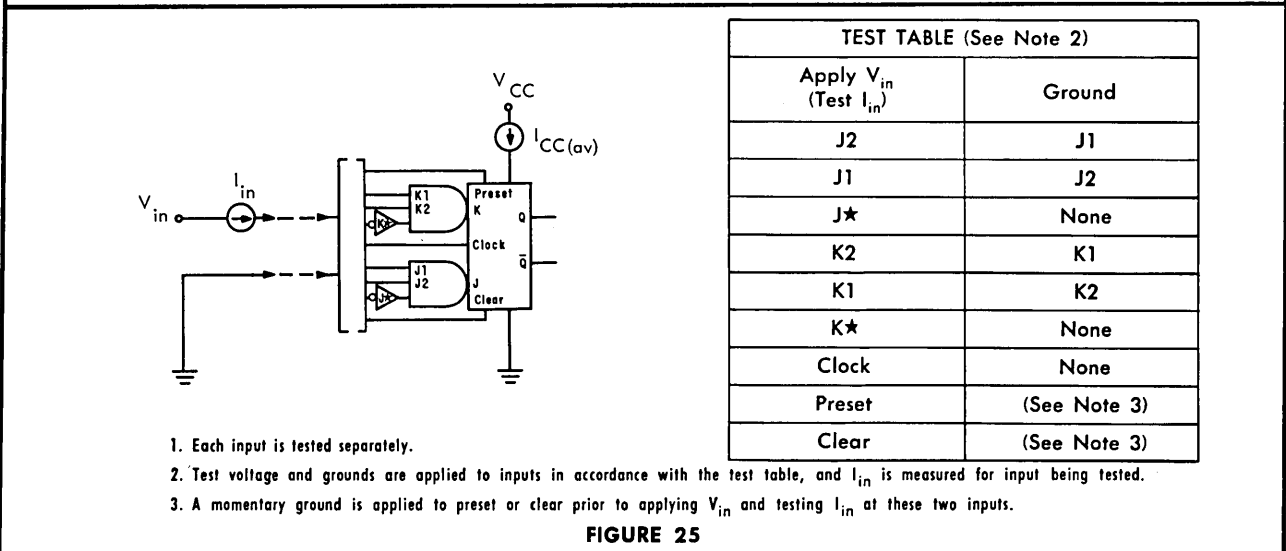 V CC
I CC(av)
V in
I in
K1
K2
K★
J1
J2
J★
Preset
K
Clock
J
Clear
Q
Q̅
TEST TABLE (See Note 2)
Apply V in (Test I in) Ground
J2 J1
J1 J2
J★ None
K2 K1
K1 K2
K★ None
Clock None
Preset (See Note 3)
Clear (See Note 3)
1. Each input is tested separately.
2. Test voltage and grounds are applied to inputs in accordance with the test table, and I in is measured for input being tested.
3. A momentary ground is applied to preset or clear prior to applying V in and testing I in at these two inputs.
FIGURE 25